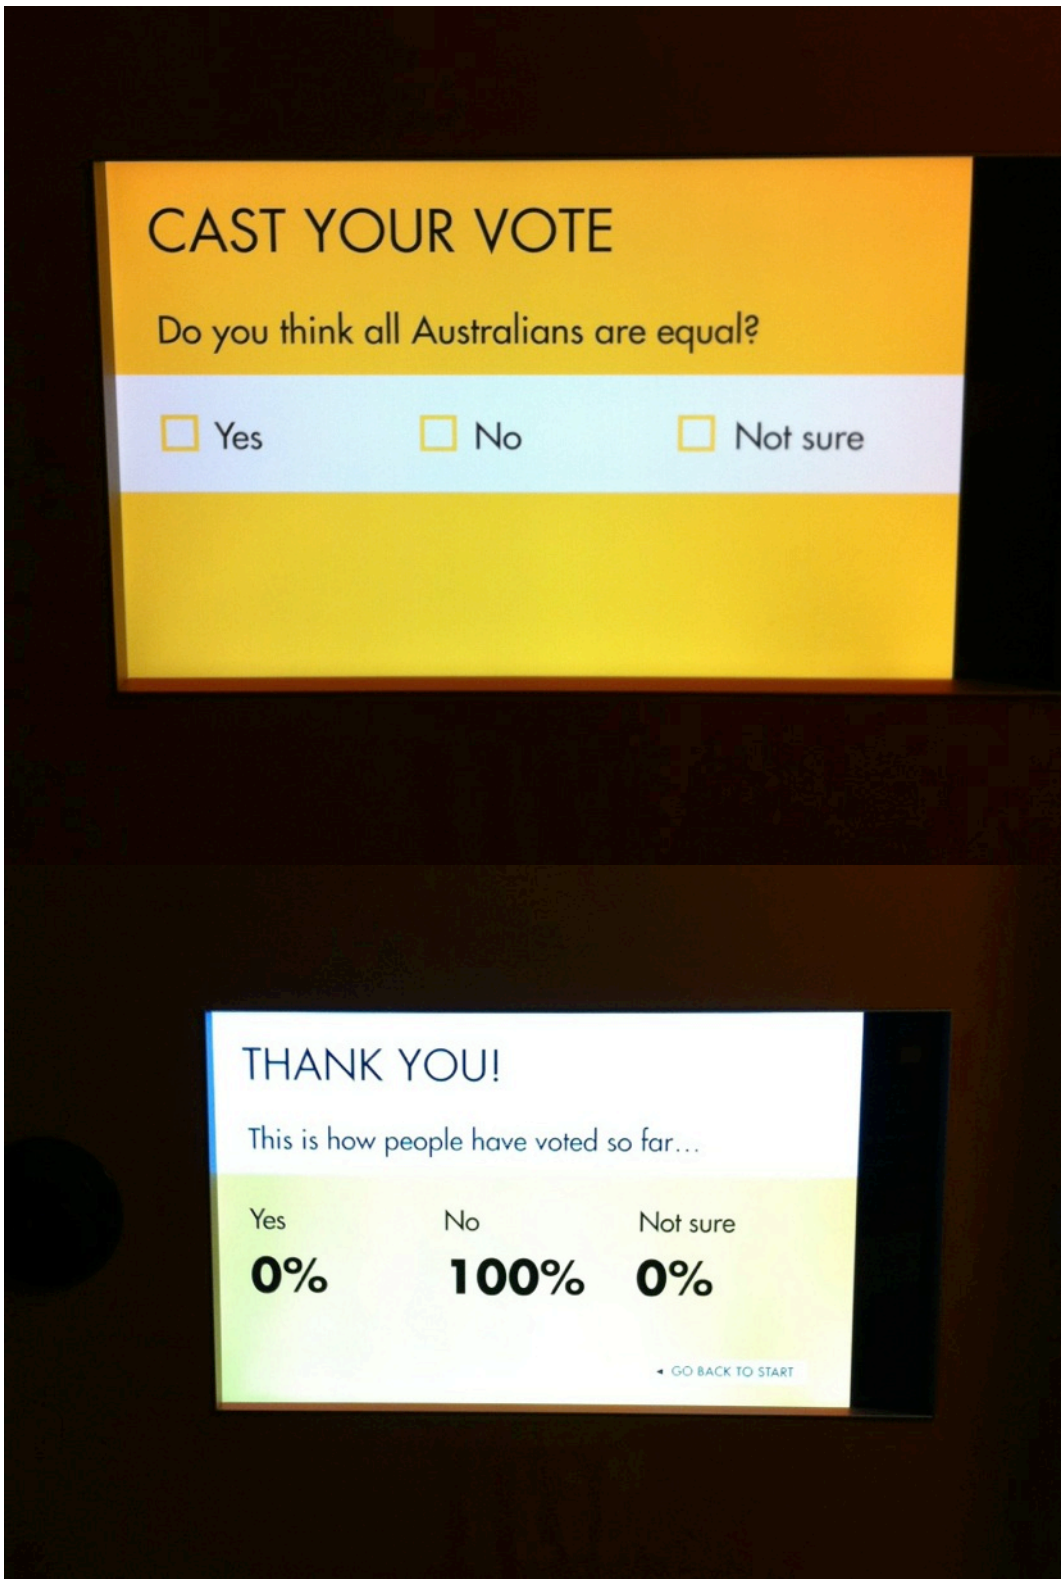 CAST YOUR VOTE
Do you think all Australians are equal?
Yes No Not sure
THANK YOU!
This is how people have voted so far...
Yes No Not sure
0% 100% 0%
◄ GO BACK TO START